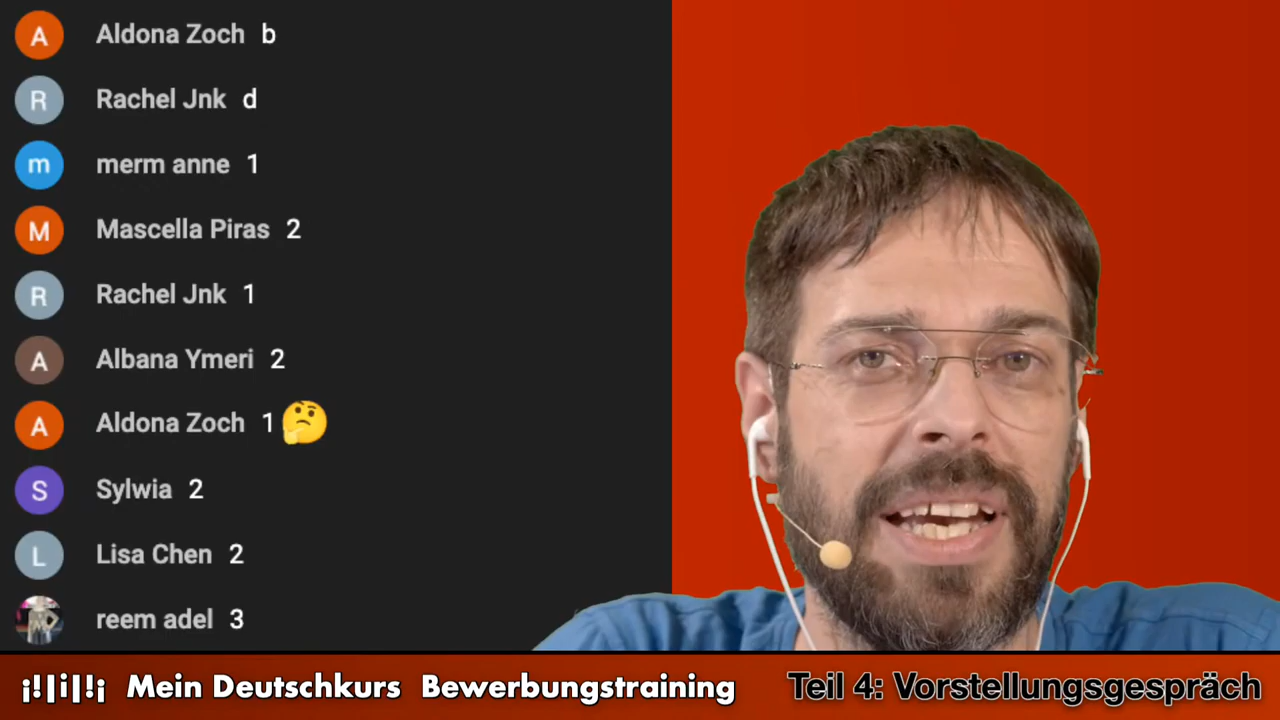 A Aldona Zoch b
R Rachel Jnk d
m merm anne 1
M Mascella Piras 2
R Rachel Jnk 1
A Albana Ymeri 2
A Aldona Zoch 1 🤔
S Sylwia 2
L Lisa Chen 2
reem adel 3
¡!|i|!¡ Mein Deutschkurs Bewerbungstraining Teil 4: Vorstellungsgespräch